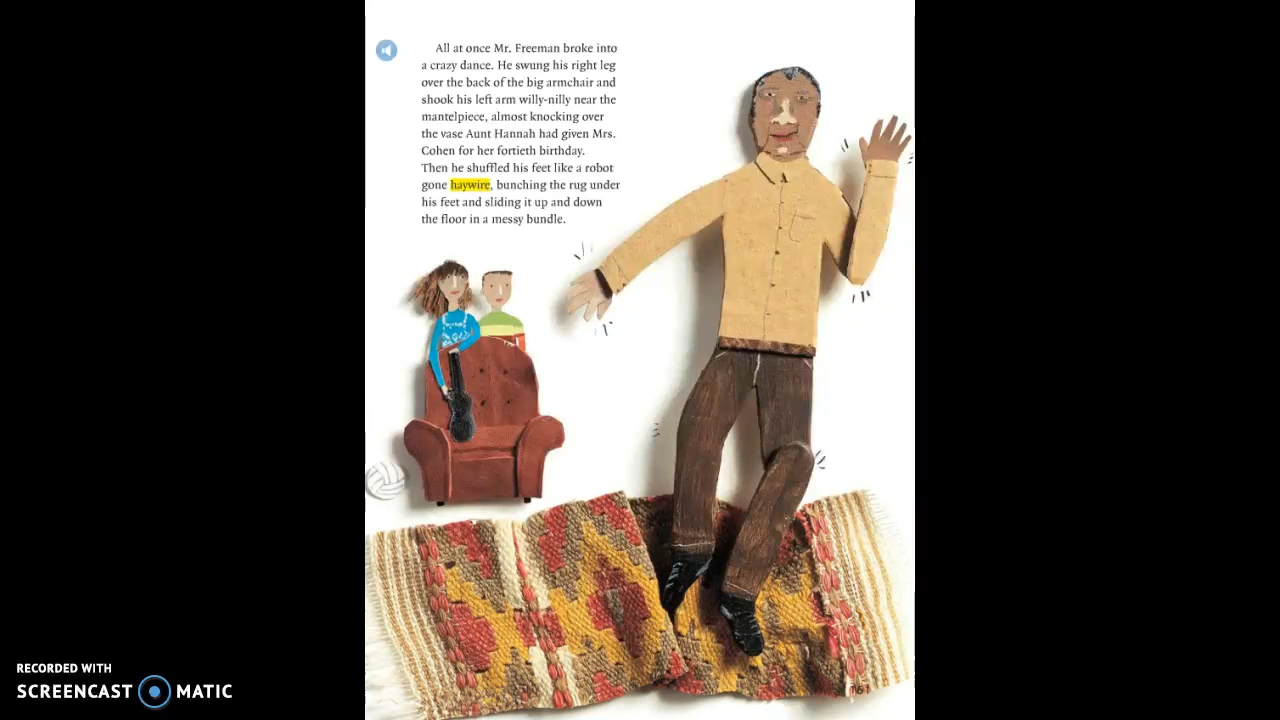 All at once Mr. Freeman broke into
a crazy dance. He swung his right leg
over the back of the big armchair and
shook his left arm willy-nilly near the
mantelpiece, almost knocking over
the vase Aunt Hannah had given Mrs.
Cohen for her fortieth birthday.
Then he shuffled his feet like a robot
gone haywire, bunching the rug under
his feet and sliding it up and down
the floor in a messy bundle.
161
RECORDED WITH
SCREENCAST MATIC